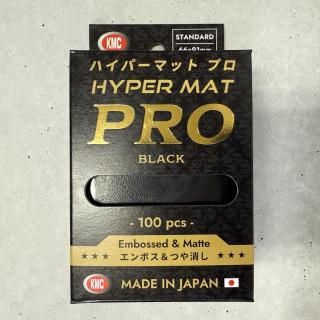 KMC
STANDARD
66x91mm
ハイパーマット プロ
HYPER MAT
PRO
BLACK
- 100 pcs -
Embossed & Matte
★★★ エンボス&つや消し ★★★
KMC MADE IN JAPAN